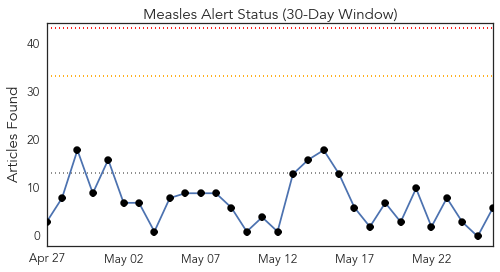 Measles Alert Status (30-Day Window)
Articles Found
40
30
20
10
0
Apr 27
May 02
May 07
May 12
May 17
May 22